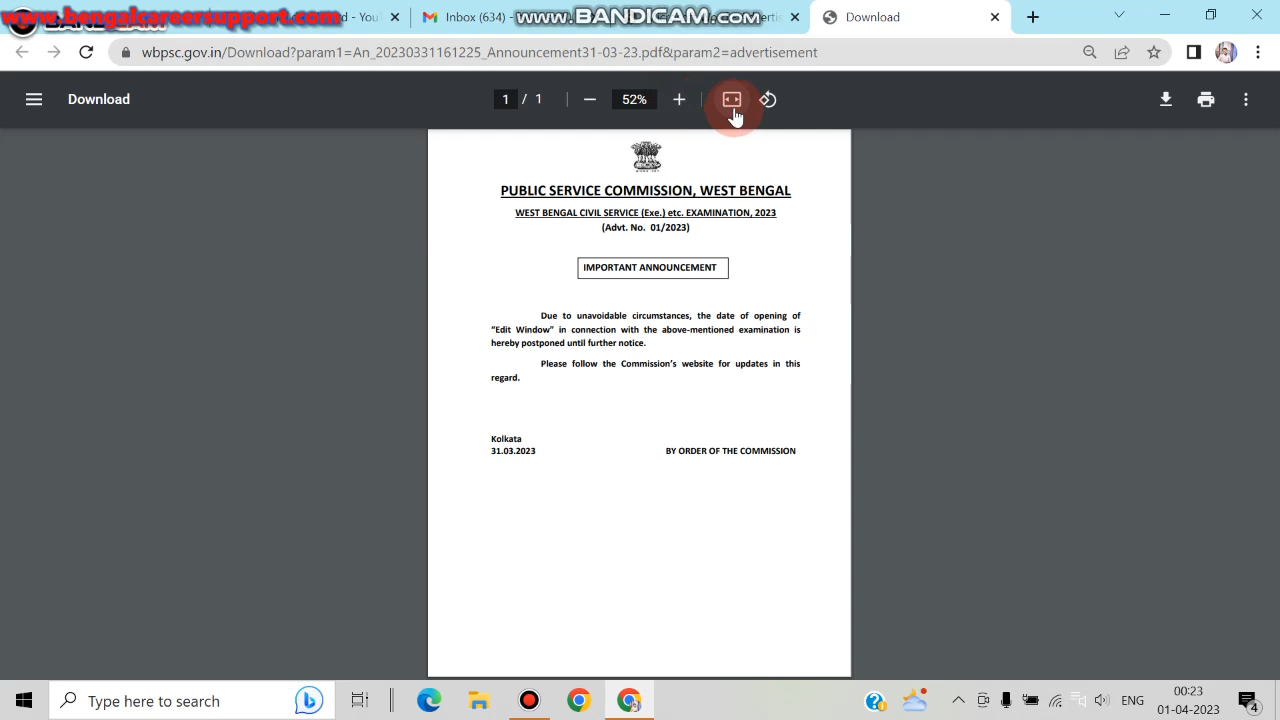 www.bengalcareersupport.com
d - You
M
(234)
www.BANDICAM.com
dvertis
Download
wbpsc.gov.in/Download?param1=An_20230331161225_Announcement31-03-23.pdf&param2=advertisement
Download
1 / 1
52%
PUBLIC SERVICE COMMISSION, WEST BENGAL
WEST BENGAL CIVIL SERVICE (Exe.) etc. EXAMINATION, 2023
(Advt. No. 01/2023)
IMPORTANT ANNOUNCEMENT
Due to unavoidable circumstances, the date of opening of
“Edit Window” in connection with the above-mentioned examination is
hereby postponed until further notice.
Please follow the Commission’s website for updates in this
regard.
Kolkata
31.03.2023
BY ORDER OF THE COMMISSION
Type here to search
ENG
00:23
01-04-2023
4